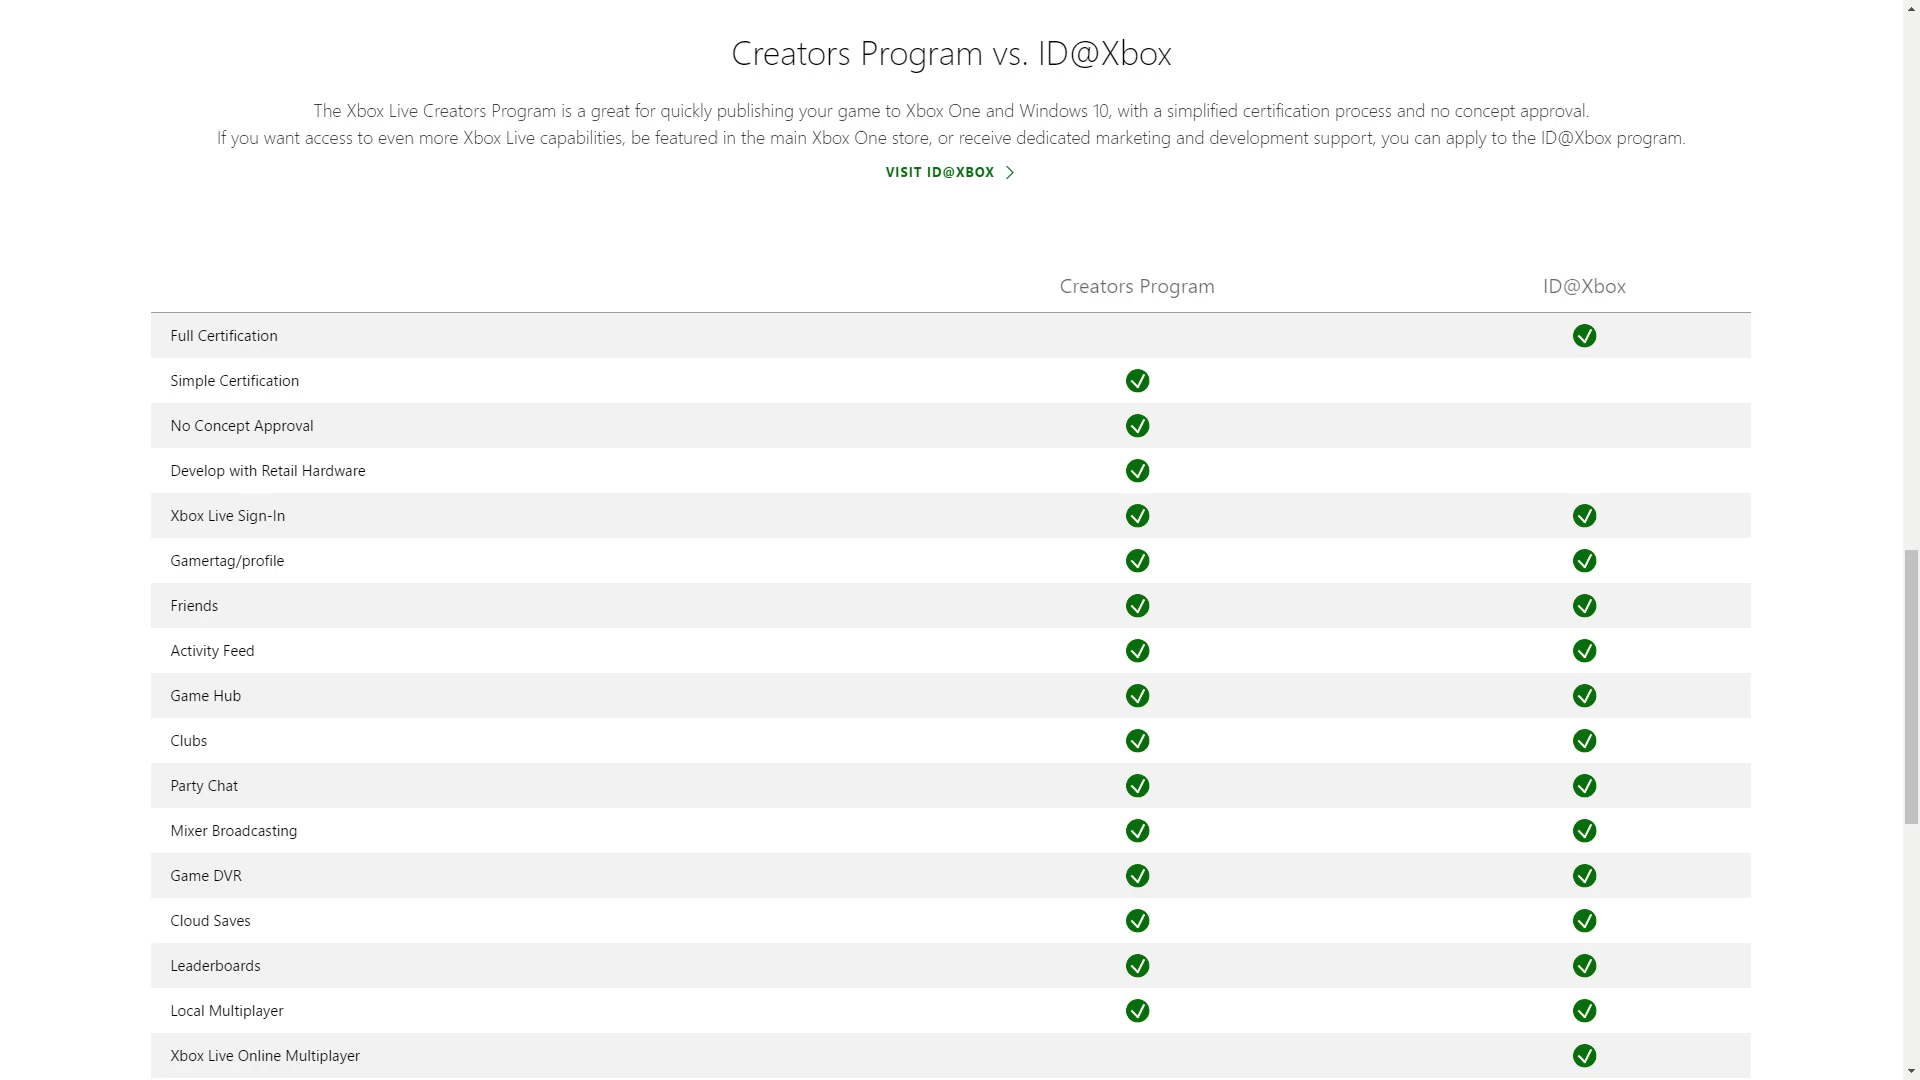 Creators Program vs. ID@Xbox
The Xbox Live Creators Program is a great for quickly publishing your game to Xbox One and Windows 10, with a simplified certification process and no concept approval.
If you want access to even more Xbox Live capabilities, be featured in the main Xbox One store, or receive dedicated marketing and development support, you can apply to the ID@Xbox program.
VISIT ID@XBOX
Creators Program ID@Xbox
Full Certification
Simple Certification
No Concept Approval
Develop with Retail Hardware
Xbox Live Sign-In
Gamertag/profile
Friends
Activity Feed
Game Hub
Clubs
Party Chat
Mixer Broadcasting
Game DVR
Cloud Saves
Leaderboards
Local Multiplayer
Xbox Live Online Multiplayer